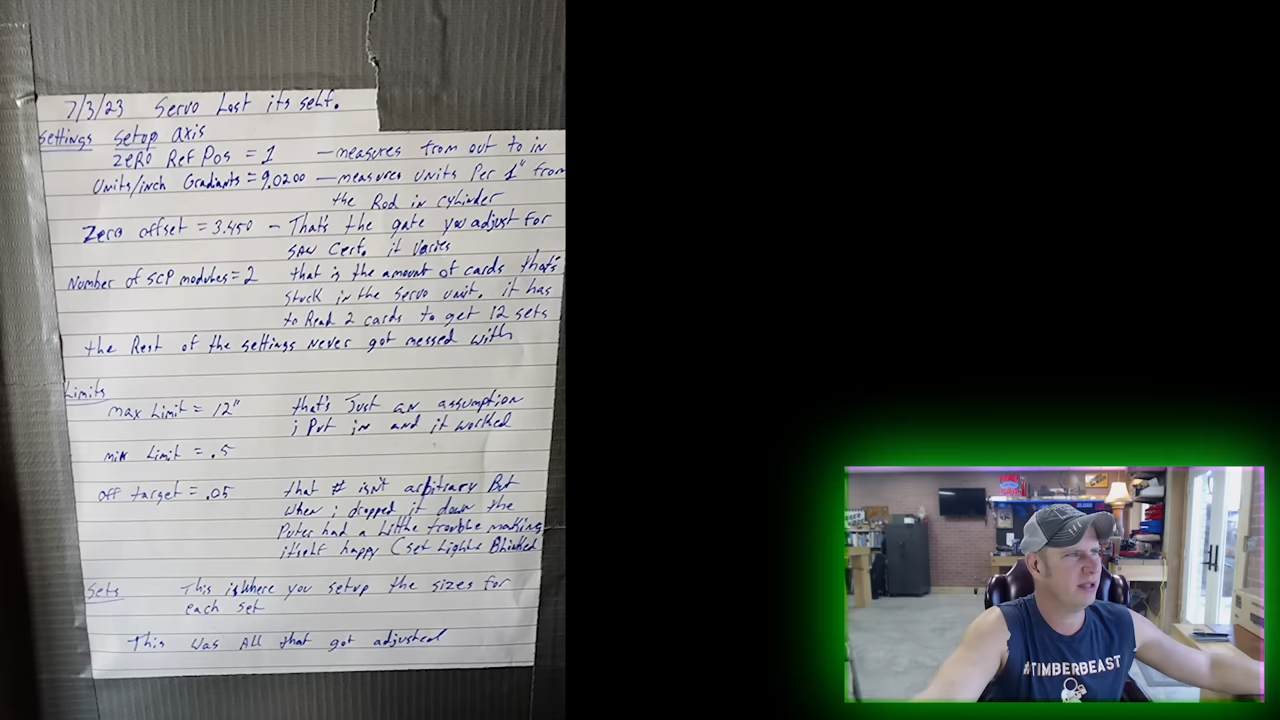 7/3/23 Servo Lost its self.
Settings setup axis
zero Ref Pos = 1 — measures from out to in
Units/inch Gradiants = 9.0200 — measures units Per 1" from
the Rod in cylinder
Zero offset = 3.450 - That's the gate you adjust for
saw Cert. it varies
Number of SCP modules = 2 that is the amount of cards that's
stuck in the servo unit. it has
to Read 2 cards to get 12 sets
the Rest of the settings Never got messed with
Limits
max Limit = 12" that's Just an assumption
i Put in and it worked
min Limit = .5
off target = .05 that # isn't arbitrary But
when i dropped it down the
Puter had a little trouble making
itself happy (set Lights Blinked
Sets This is where you setup the sizes for
each set
This was All that got adjusted
#TIMBERBEAST